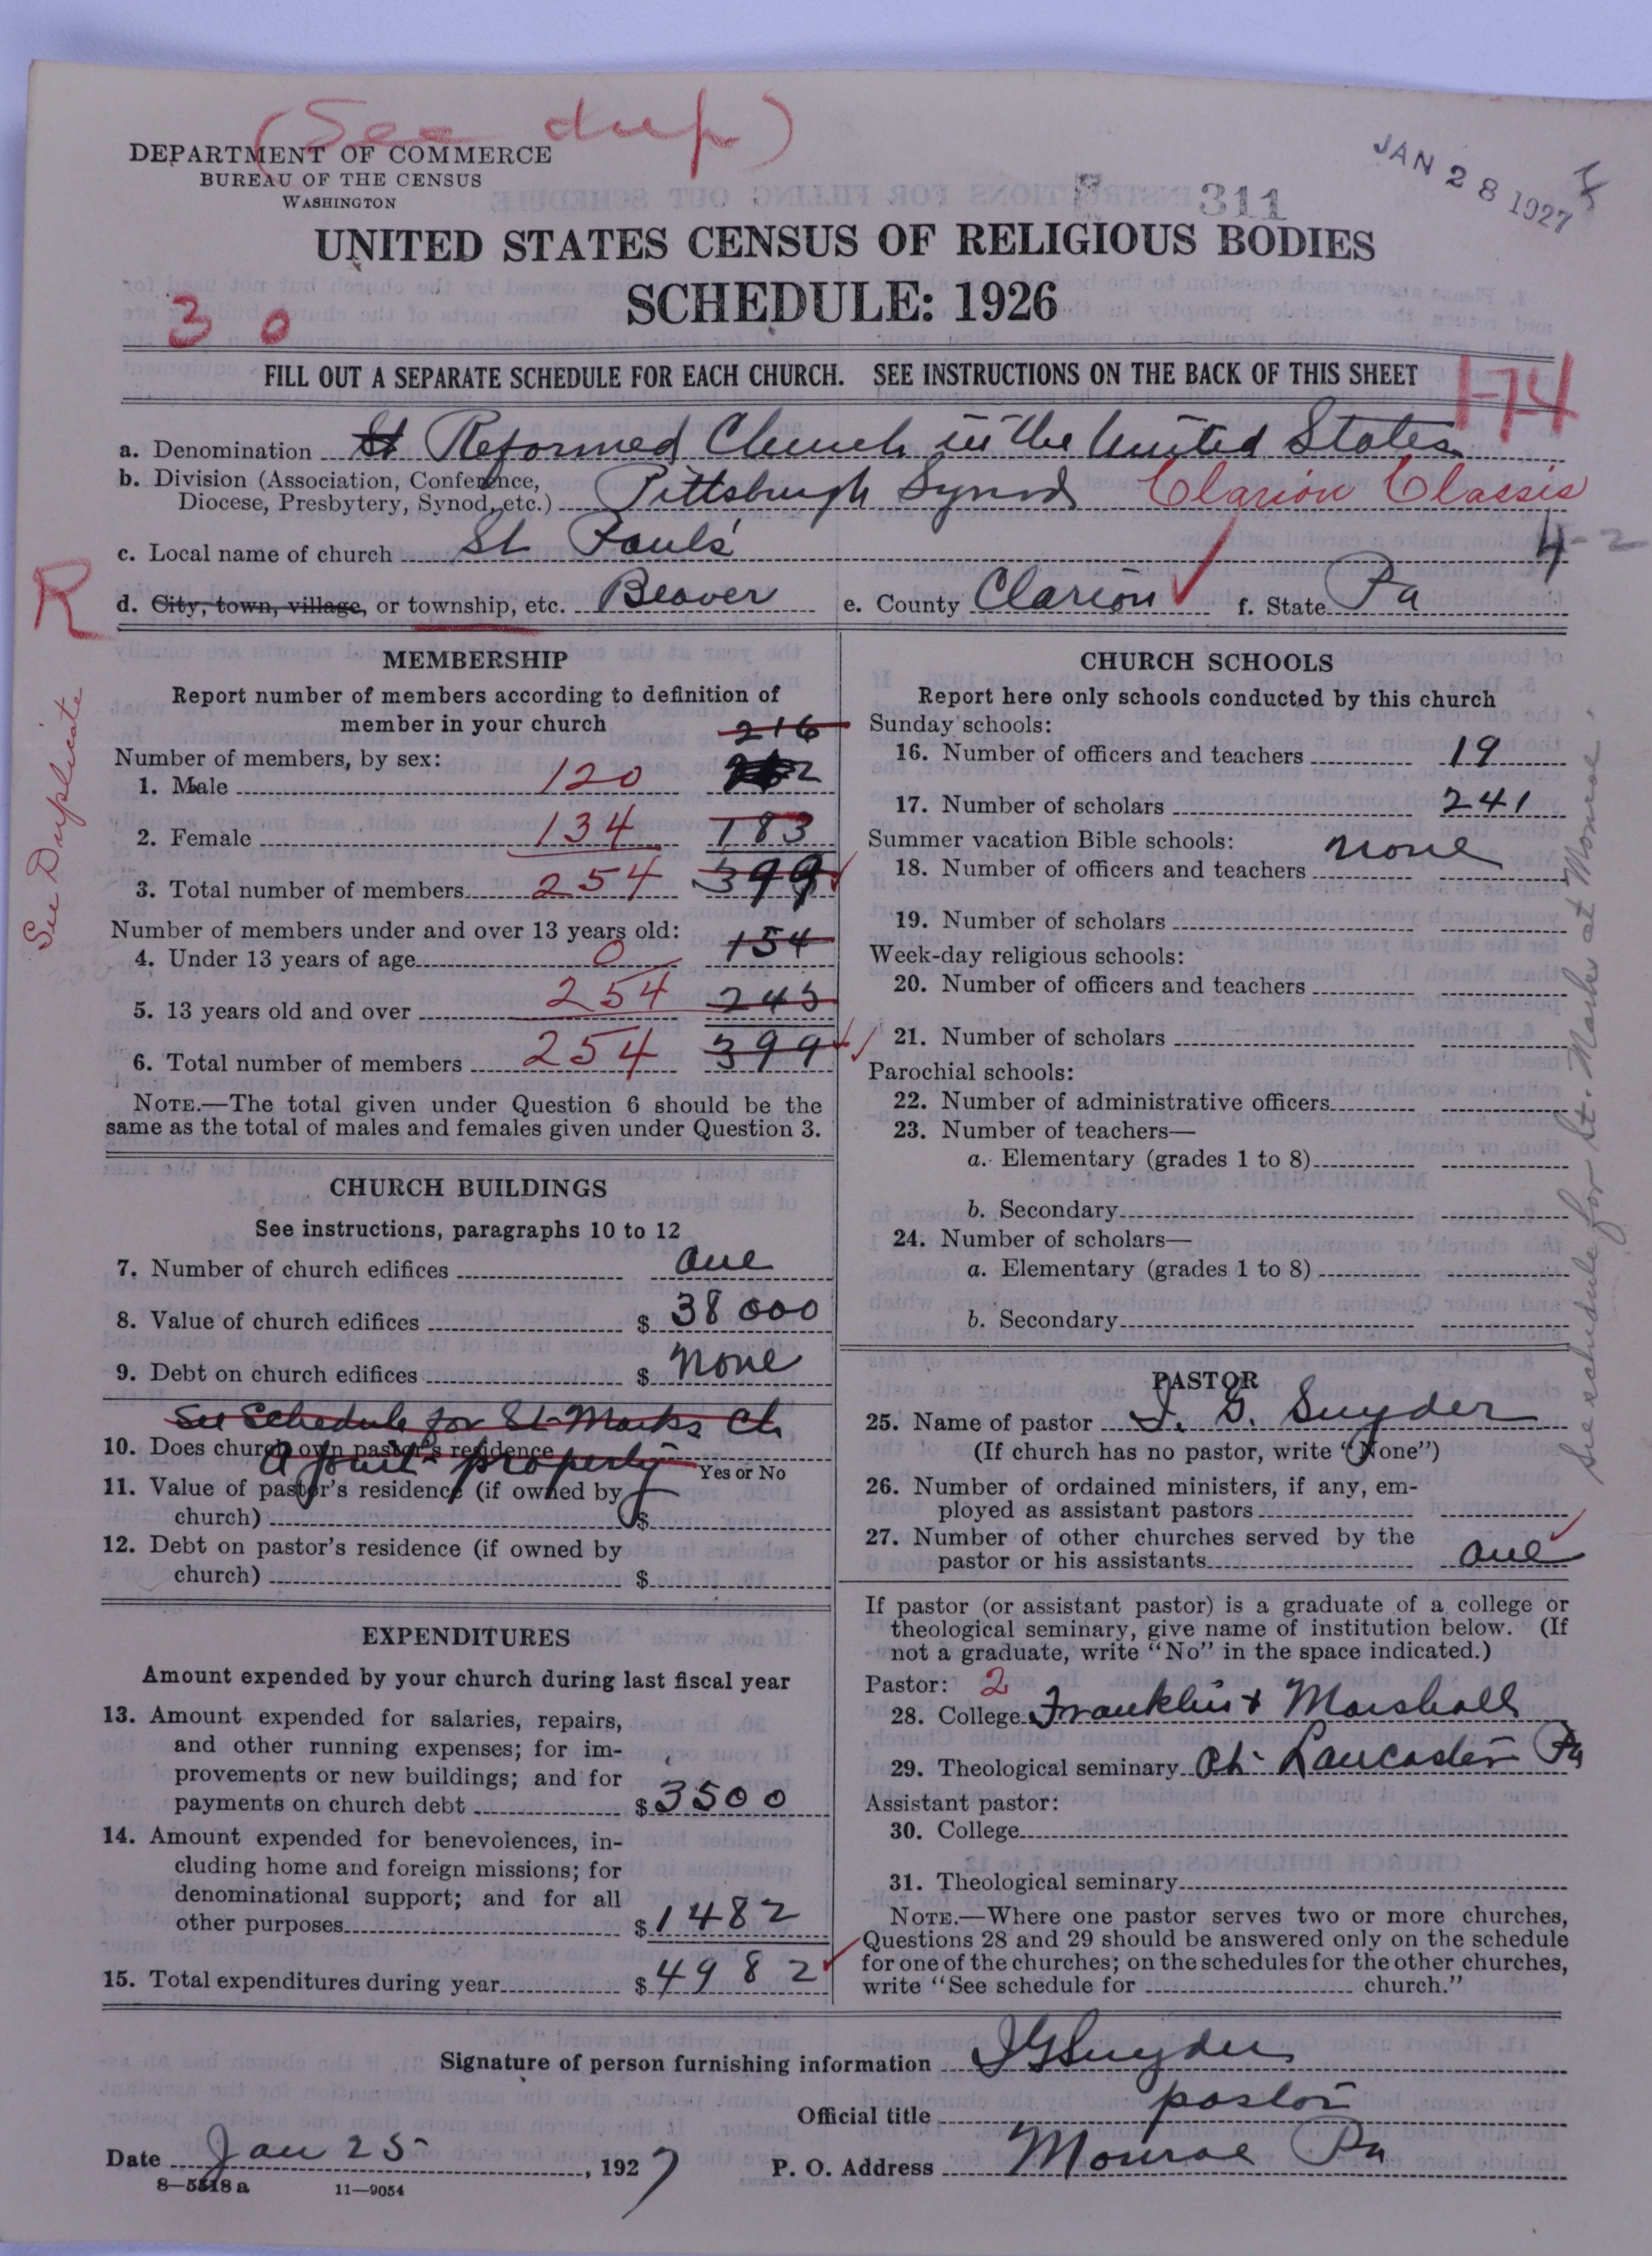 (See dup)
DEPARTMENT OF COMMERCE
BUREAU OF THE CENSUS
WASHINGTON
311
JAN 28 1927
UNITED STATES CENSUS OF RELIGIOUS BODIES
SCHEDULE: 1926
3 0
FILL OUT A SEPARATE SCHEDULE FOR EACH CHURCH. SEE INSTRUCTIONS ON THE BACK OF THIS SHEET
1-74
a. Denomination St Reformed Church in the United States
b. Division (Association, Conference, Diocese, Presbytery, Synod, etc.) Pittsburgh Synod Clarion Classis
c. Local name of church St Pauls'
4-2
R
d. City, town, village, or township, etc. Beaver e. County Clarion f. State Pa
See Duplicate
MEMBERSHIP
Report number of members according to definition of
member in your church
216
Number of members, by sex:
1. Male 120
2. Female 134 183
3. Total number of members 254 399
Number of members under and over 13 years old:
4. Under 13 years of age 0 154
5. 13 years old and over 254 245
6. Total number of members 254 399
NOTE.—The total given under Question 6 should be the
same as the total of males and females given under Question 3.
CHURCH BUILDINGS
See instructions, paragraphs 10 to 12
7. Number of church edifices one
8. Value of church edifices $ 38000
9. Debt on church edifices $ none
See Schedule for St Marks Ch
10. Does church own pastor's residence
a joint property
Yes or No
11. Value of pastor's residence (if owned by
church) $
12. Debt on pastor's residence (if owned by
church) $
EXPENDITURES
Amount expended by your church during last fiscal year
13. Amount expended for salaries, repairs,
and other running expenses; for im-
provements or new buildings; and for
payments on church debt $ 3500
14. Amount expended for benevolences, in-
cluding home and foreign missions; for
denominational support; and for all
other purposes $ 1482
15. Total expenditures during year $ 4982
CHURCH SCHOOLS
Report here only schools conducted by this church
Sunday schools:
16. Number of officers and teachers 19
17. Number of scholars 241
Summer vacation Bible schools:
18. Number of officers and teachers none
19. Number of scholars
Week-day religious schools:
20. Number of officers and teachers
21. Number of scholars
Parochial schools:
22. Number of administrative officers
23. Number of teachers—
a. Elementary (grades 1 to 8)
b. Secondary
24. Number of scholars—
a. Elementary (grades 1 to 8)
b. Secondary
See schedule for St. Marks at Monroe.
PASTOR
25. Name of pastor I. G. Snyder
(If church has no pastor, write "None")
26. Number of ordained ministers, if any, em-
ployed as assistant pastors
27. Number of other churches served by the
pastor or his assistants one
If pastor (or assistant pastor) is a graduate of a college or
theological seminary, give name of institution below. (If
not a graduate, write "No" in the space indicated.)
Pastor: 2
28. College Franklin & Marshall
29. Theological seminary at Lancaster Pa
Assistant pastor:
30. College
31. Theological seminary
NOTE.—Where one pastor serves two or more churches,
Questions 28 and 29 should be answered only on the schedule
for one of the churches; on the schedules for the other churches,
write "See schedule for church."
Signature of person furnishing information I G Snyder
Official title pastor
Date Jan 25, 1927 P. O. Address Monroe Pa
8—5518a 11—9054